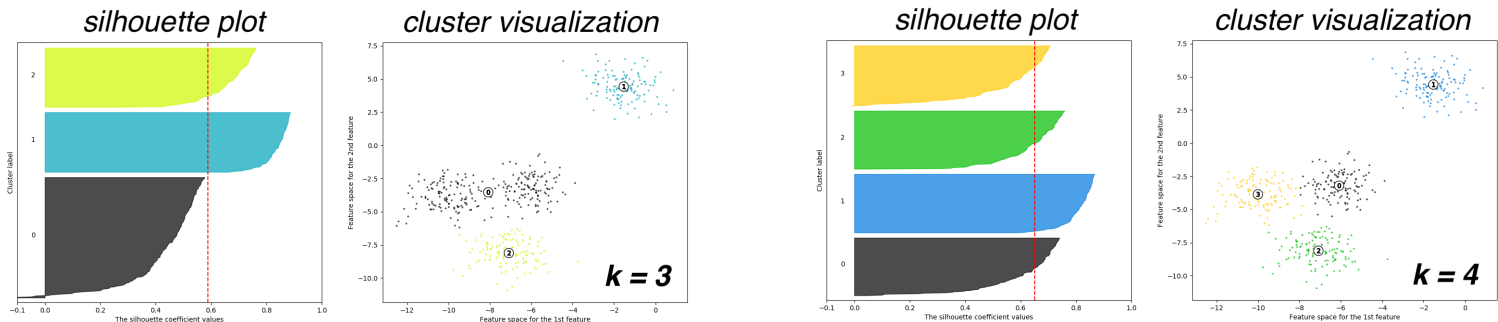 silhouette plot
cluster visualization
Cluster label
2
1
0
−0.1 0.0 0.2 0.4 0.6 0.8 1.0
The silhouette coefficient values
Feature space for the 2nd feature
7.5
5.0
2.5
0.0
−2.5
−5.0
−7.5
−10.0
1
0
2
k = 3
−12 −10 −8 −6 −4 −2 0
Feature space for the 1st feature
silhouette plot
cluster visualization
Cluster label
3
2
1
0
−0.1 0.0 0.2 0.4 0.6 0.8 1.0
The silhouette coefficient values
Feature space for the 2nd feature
7.5
5.0
2.5
0.0
−2.5
−5.0
−7.5
−10.0
1
0
3
2
k = 4
−12 −10 −8 −6 −4 −2 0
Feature space for the 1st feature